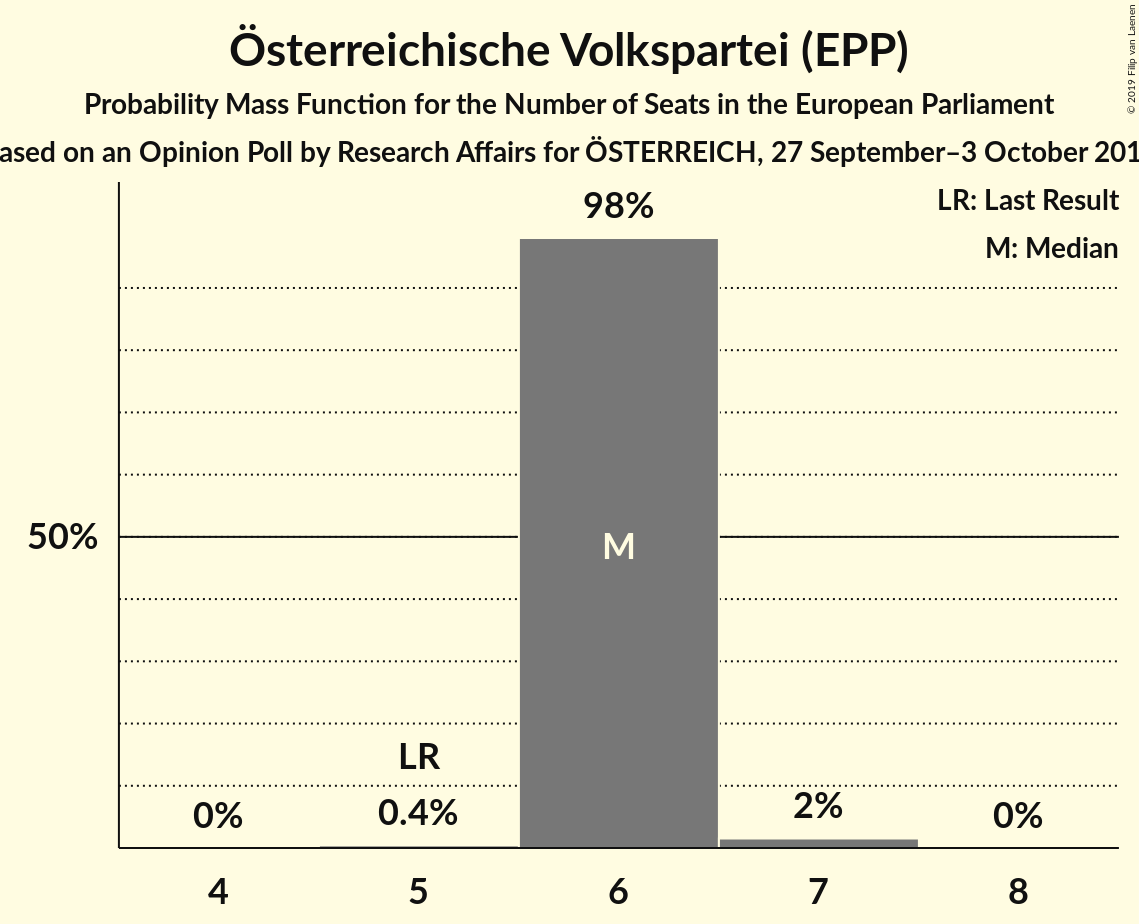 Österreichische Volkspartei (EPP)
Probability Mass Function for the Number of Seats in the European Parliament
ased on an Opinion Poll by Research Affairs for ÖSTERREICH, 27 September–3 October 201
© 2019 Filip van Laenen
LR: Last Result
M: Median
98%
50%
M
LR
0%
0.4%
2%
0%
4
5
6
7
8